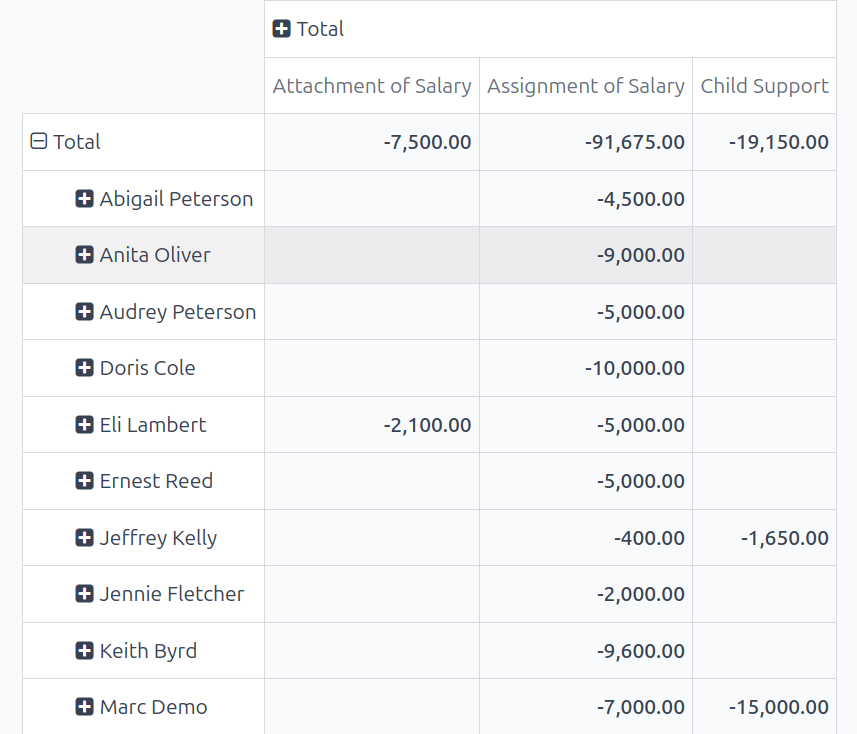 Total
Attachment of Salary Assignment of Salary Child Support
Total -7,500.00 -91,675.00 -19,150.00
Abigail Peterson -4,500.00
Anita Oliver -9,000.00
Audrey Peterson -5,000.00
Doris Cole -10,000.00
Eli Lambert -2,100.00 -5,000.00
Ernest Reed -5,000.00
Jeffrey Kelly -400.00 -1,650.00
Jennie Fletcher -2,000.00
Keith Byrd -9,600.00
Marc Demo -7,000.00 -15,000.00